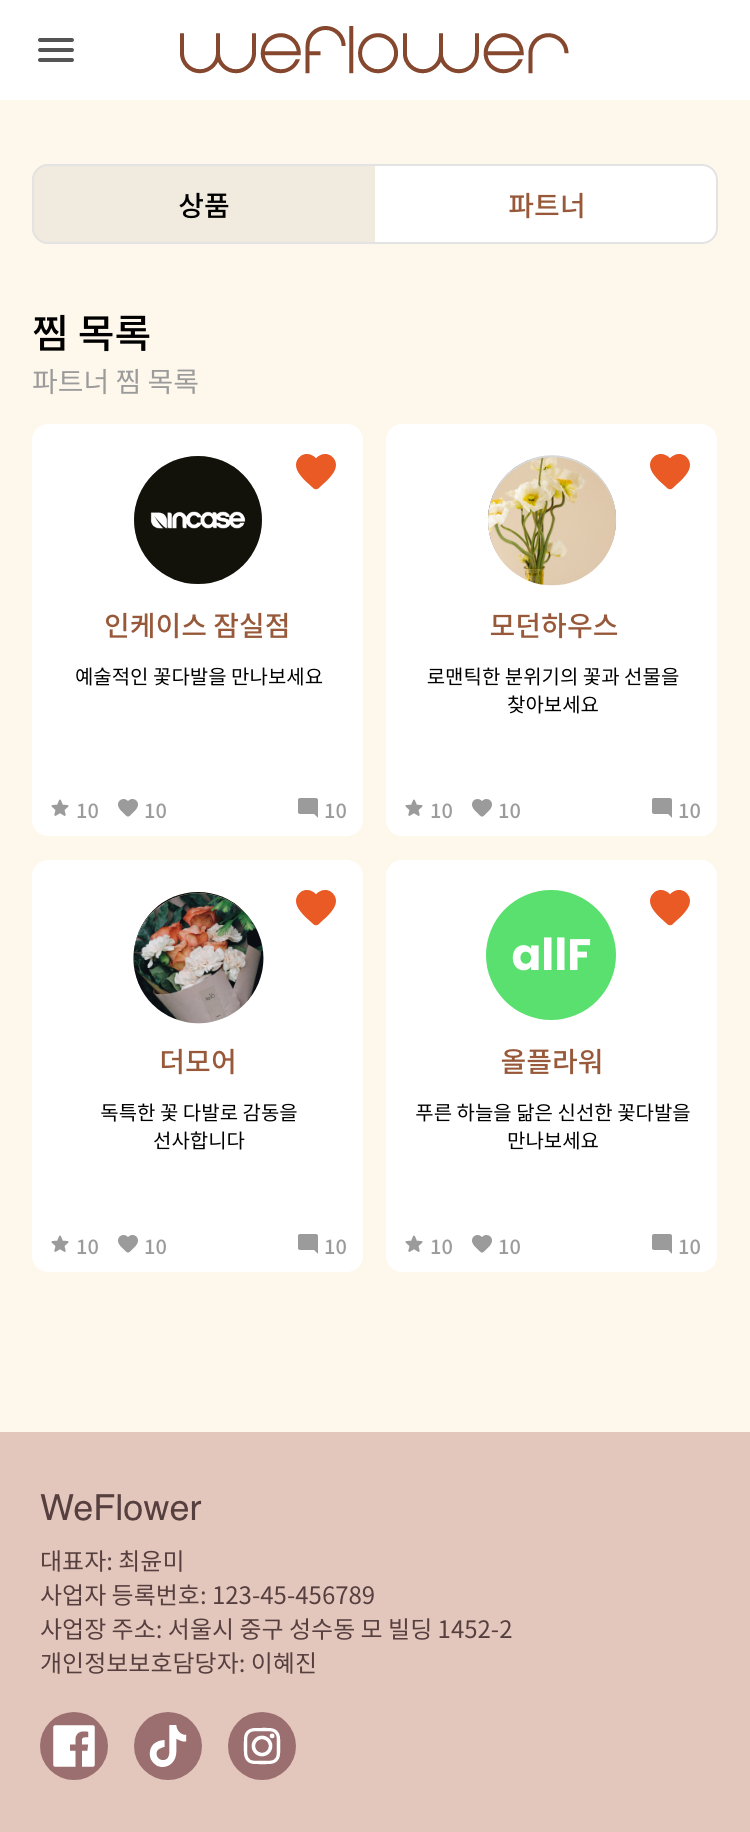 weflower
상품
파트너
찜 목록
파트너 찜 목록
incase
인케이스 잠실점
예술적인 꽃다발을 만나보세요
10 10 10
모던하우스
로맨틱한 분위기의 꽃과 선물을
찾아보세요
10 10 10
더모어
독특한 꽃 다발로 감동을
선사합니다
10 10 10
allF
올플라워
푸른 하늘을 닮은 신선한 꽃다발을
만나보세요
10 10 10
WeFlower
대표자: 최윤미
사업자 등록번호: 123-45-456789
사업장 주소: 서울시 중구 성수동 모 빌딩 1452-2
개인정보보호담당자: 이혜진